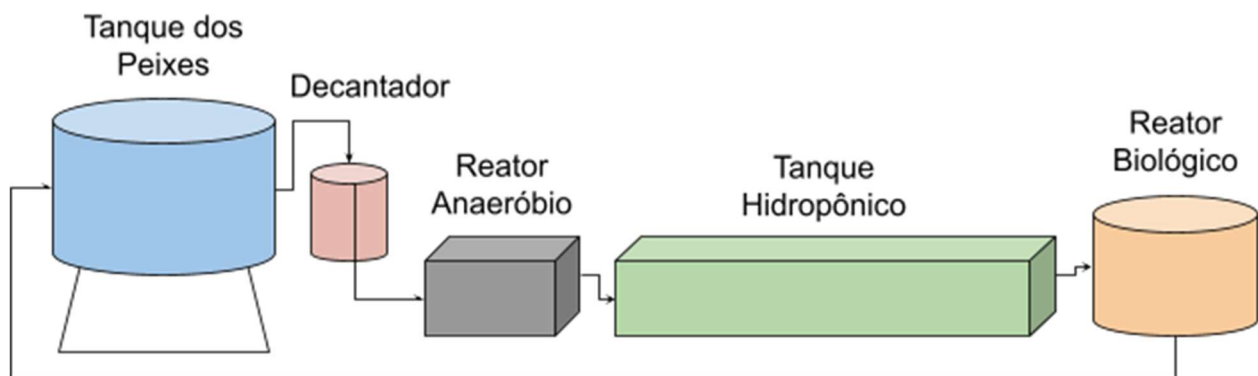 Tanque dos
Peixes
Decantador
Reator
Anaeróbio
Tanque
Hidropônico
Reator
Biológico